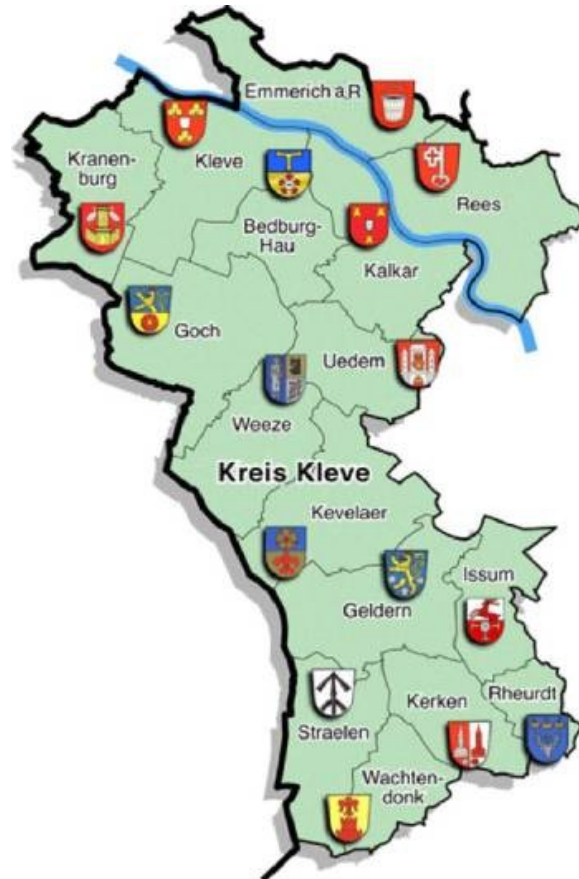 Emmerich a.R
Kranen-
burg
Kleve
Rees
Bedburg-
Hau
Kalkar
Goch
Uedem
Weeze
Kreis Kleve
Kevelaer
Issum
Geldern
Rheurdt
Kerken
Straelen
Wachten-
donk